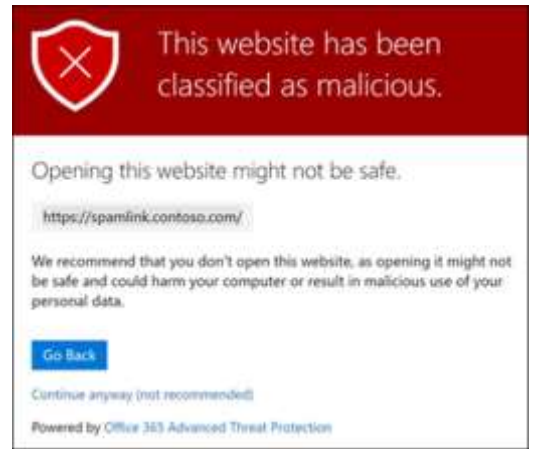 This website has been
classified as malicious.
Opening this website might not be safe.
https://spamlink.contoso.com/
We recommend that you don't open this website, as opening it might not
be safe and could harm your computer or result in malicious use of your
personal data.
Go Back
Continue anyway (not recommended)
Powered by Office 365 Advanced Threat Protection